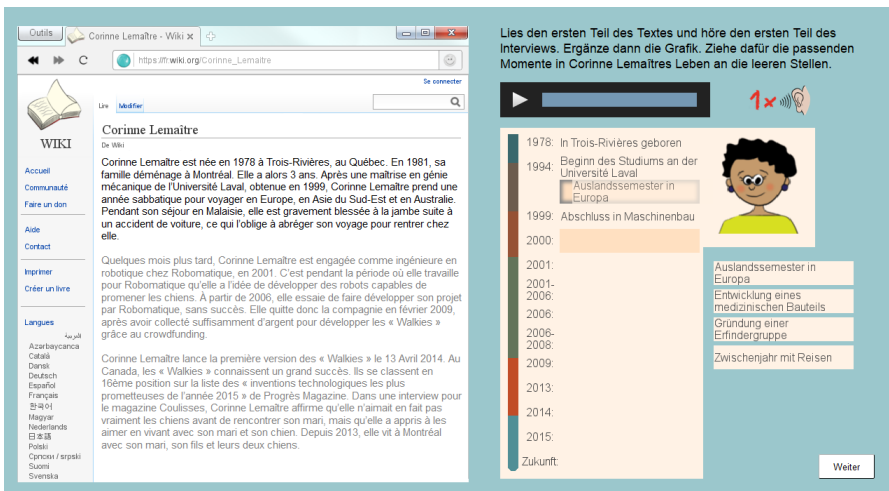 Outils
Corinne Lemaître - Wiki x
https://fr.wiki.org/Corinne_Lemaitre
Se connecter
Lire Modifier
WIKI
Accueil
Communauté
Faire un don
Aide
Contact
Imprimer
Créer un livre
Langues
العربية
Azərbaycanca
Català
Dansk
Deutsch
Español
Français
한국어
Magyar
Nederlands
日本語
Polski
Српски / srpski
Suomi
Svenska
Corinne Lemaître
De Wiki
Corinne Lemaître est née en 1978 à Trois-Rivières, au Québec. En 1981, sa
famille déménage à Montréal. Elle a alors 3 ans. Après une maîtrise en génie
mécanique de l'Université Laval, obtenue en 1999, Corinne Lemaître prend une
année sabbatique pour voyager en Europe, en Asie du Sud-Est et en Australie.
Pendant son séjour en Malaisie, elle est gravement blessée à la jambe suite à
un accident de voiture, ce qui l'oblige à abréger son voyage pour rentrer chez
elle.
Quelques mois plus tard, Corinne Lemaître est engagée comme ingénieure en
robotique chez Robomatique, en 2001. C'est pendant la période où elle travaille
pour Robomatique qu'elle a l'idée de développer des robots capables de
promener les chiens. À partir de 2006, elle essaie de faire développer son projet
par Robomatique, sans succès. Elle quitte donc la compagnie en février 2009,
après avoir collecté suffisamment d'argent pour développer les « Walkies »
grâce au crowdfunding.
Corinne Lemaître lance la première version des « Walkies » le 13 Avril 2014. Au
Canada, les « Walkies » connaissent un grand succès. Ils se classent en
16ème position sur la liste des « inventions technologiques les plus
prometteuses de l'année 2015 » de Progrès Magazine. Dans une interview pour
le magazine Coulisses, Corinne Lemaître affirme qu'elle n'aimait en fait pas
vraiment les chiens avant de rencontrer son mari, mais qu'elle a appris à les
aimer en vivant avec son mari et son chien. Depuis 2013, elle vit à Montréal
avec son mari, son fils et leurs deux chiens.
Lies den ersten Teil des Textes und höre den ersten Teil des
Interviews. Ergänze dann die Grafik. Ziehe dafür die passenden
Momente in Corinne Lemaîtres Leben an die leeren Stellen.
1x
1978: In Trois-Rivières geboren
1994: Beginn des Studiums an der
Université Laval
Auslandssemester in
Europa
1999: Abschluss in Maschinenbau
2000:
2001:
2001-
2006:
2006:
2006-
2008:
2009:
2013:
2014:
2015:
Zukunft:
Auslandssemester in
Europa
Entwicklung eines
medizinischen Bauteils
Gründung einer
Erfindergruppe
Zwischenjahr mit Reisen
Weiter